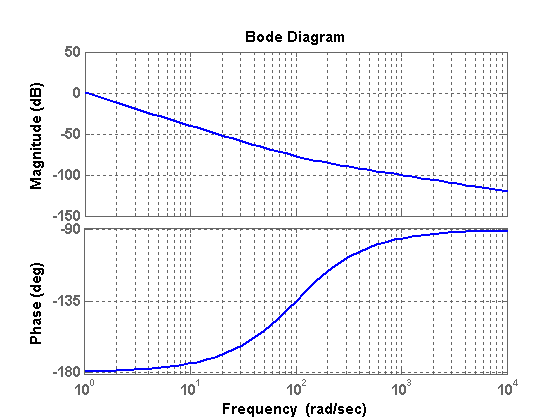 Bode Diagram
Magnitude (dB)
50
0
-50
-100
-150
Phase (deg)
-90
-135
-180
10^0 10^1 10^2 10^3 10^4
Frequency (rad/sec)